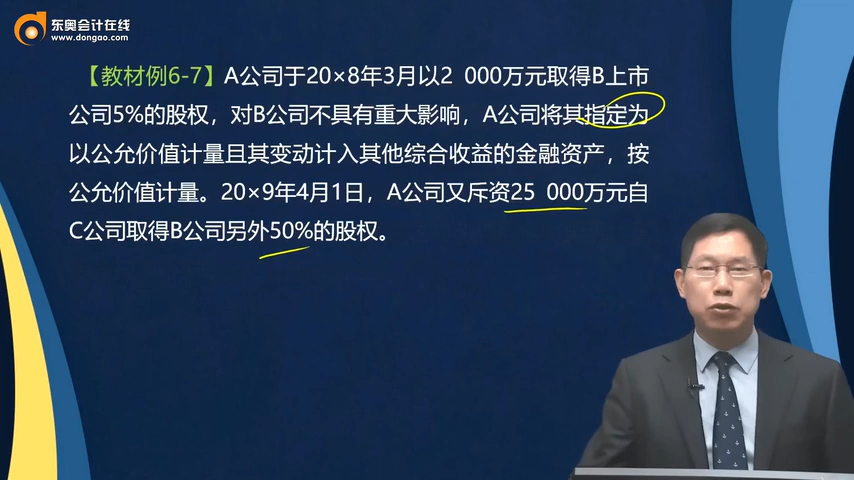 东奥会计在线
www.dongao.com
【教材例6-7】A公司于20×8年3月以2 000万元取得B上市
公司5%的股权，对B公司不具有重大影响，A公司将其指定为
以公允价值计量且其变动计入其他综合收益的金融资产，按
公允价值计量。20×9年4月1日，A公司又斥资25 000万元自
C公司取得B公司另外50%的股权。